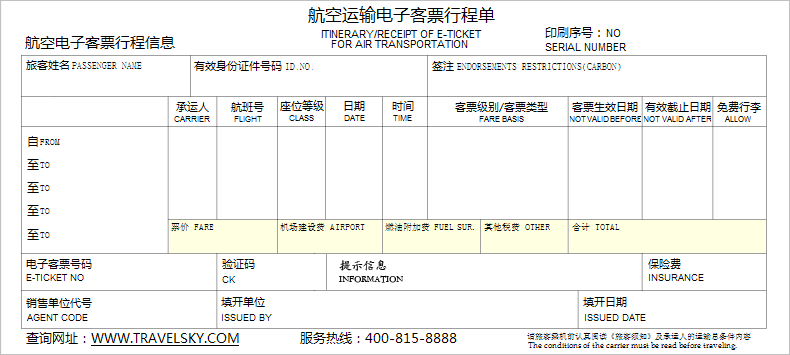 航空运输电子客票行程单
ITINERARY/RECEIPT OF E-TICKET
FOR AIR TRANSPORTATION
航空电子客票行程信息
印刷序号：NO
SERIAL NUMBER
旅客姓名 PASSENGER NAME
有效身份证件号码 ID.NO.
签注 ENDORSEMENTS RESTRICTIONS(CARBON)
承运人 航班号 座位等级 日期 时间 客票级别/客票类型 客票生效日期 有效截止日期 免费行李
CARRIER FLIGHT CLASS DATE TIME FARE BASIS NOT VALID BEFORE NOT VALID AFTER ALLOW
自FROM
至TO
至TO
至TO
至TO
票价 FARE 机场建设费 AIRPORT 燃油附加费 FUEL SUR. 其他税费 OTHER 合计 TOTAL
电子客票号码 验证码 提示信息 保险费
E-TICKET NO CK INFORMATION INSURANCE
销售单位代号 填开单位 填开日期
AGENT CODE ISSUED BY ISSUED DATE
查询网址：WWW.TRAVELSKY.COM
服务热线：400-815-8888
请旅客乘机前认真阅读《旅客须知》及承运人的运输总条件内容
The conditions of the carrier must be read before traveling.